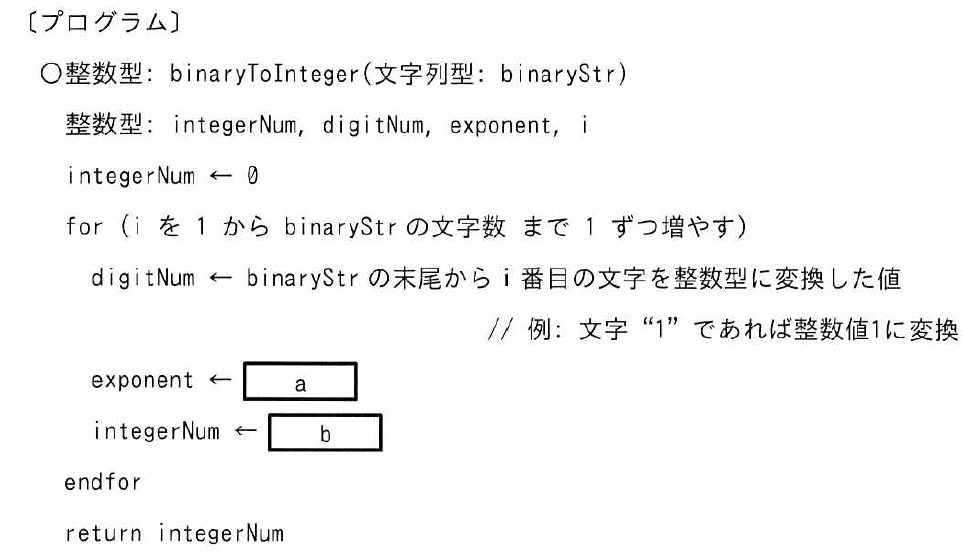 〔プログラム〕
○整数型: binaryToInteger(文字列型: binaryStr)
整数型: integerNum, digitNum, exponent, i
integerNum ← 0
for (i を 1 から binaryStr の文字数 まで 1 ずつ増やす)
digitNum ← binaryStr の末尾から i 番目の文字を整数型に変換した値
// 例: 文字 “1” であれば整数値1に変換
exponent ← a
integerNum ← b
endfor
return integerNum